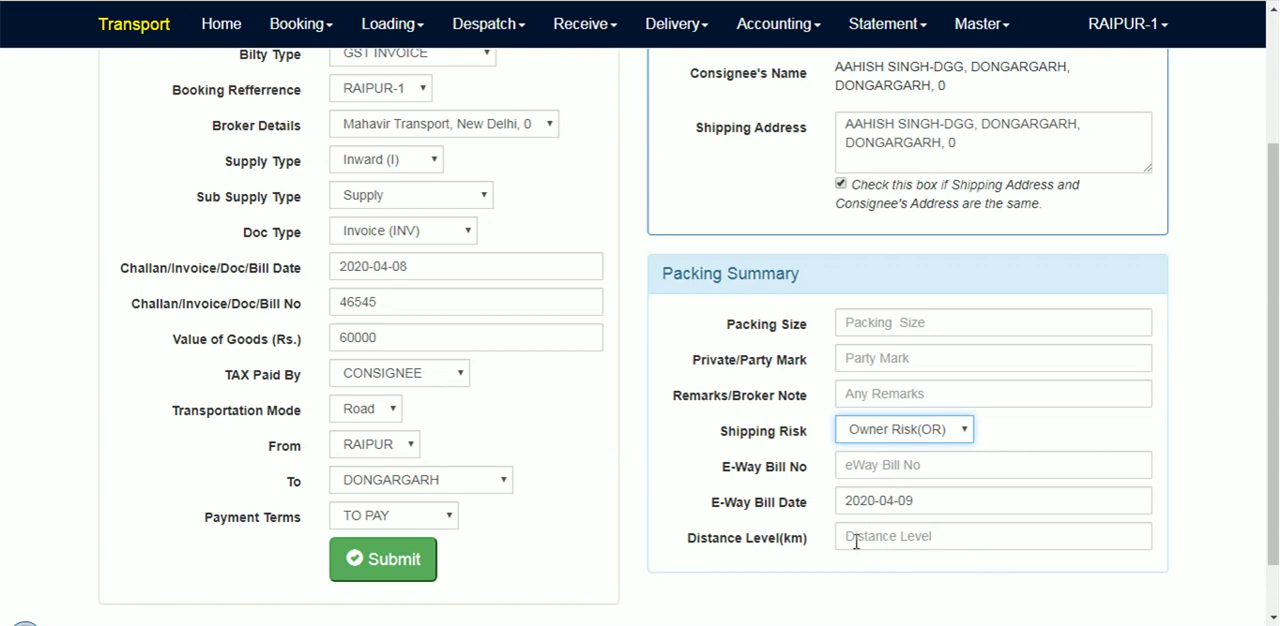 Transport Home Booking Loading Despatch Receive Delivery Accounting Statement Master RAIPUR-1
Bilty Type GST INVOICE
Booking Refferrence RAIPUR-1
Broker Details Mahavir Transport, New Delhi, 0
Supply Type Inward (I)
Sub Supply Type Supply
Doc Type Invoice (INV)
Challan/Invoice/Doc/Bill Date 2020-04-08
Challan/Invoice/Doc/Bill No 46545
Value of Goods (Rs.) 60000
TAX Paid By CONSIGNEE
Transportation Mode Road
From RAIPUR
To DONGARGARH
Payment Terms TO PAY
Submit
Consignee's Name AAHISH SINGH-DGG, DONGARGARH,
DONGARGARH, 0
Shipping Address AAHISH SINGH-DGG, DONGARGARH,
DONGARGARH, 0
Check this box if Shipping Address and
Consignee's Address are the same.
Packing Summary
Packing Size Packing Size
Private/Party Mark Party Mark
Remarks/Broker Note Any Remarks
Shipping Risk Owner Risk(OR)
E-Way Bill No eWay Bill No
E-Way Bill Date 2020-04-09
Distance Level(km) Distance Level